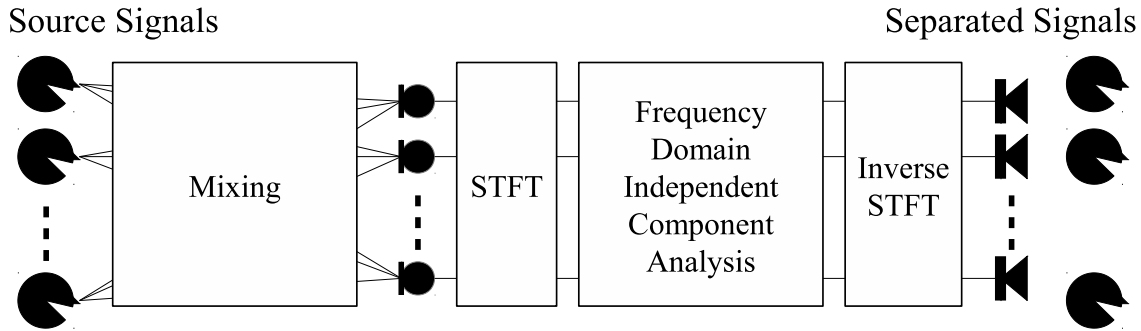 Source Signals
Separated Signals
Mixing
STFT
Frequency
Domain
Independent
Component
Analysis
Inverse
STFT